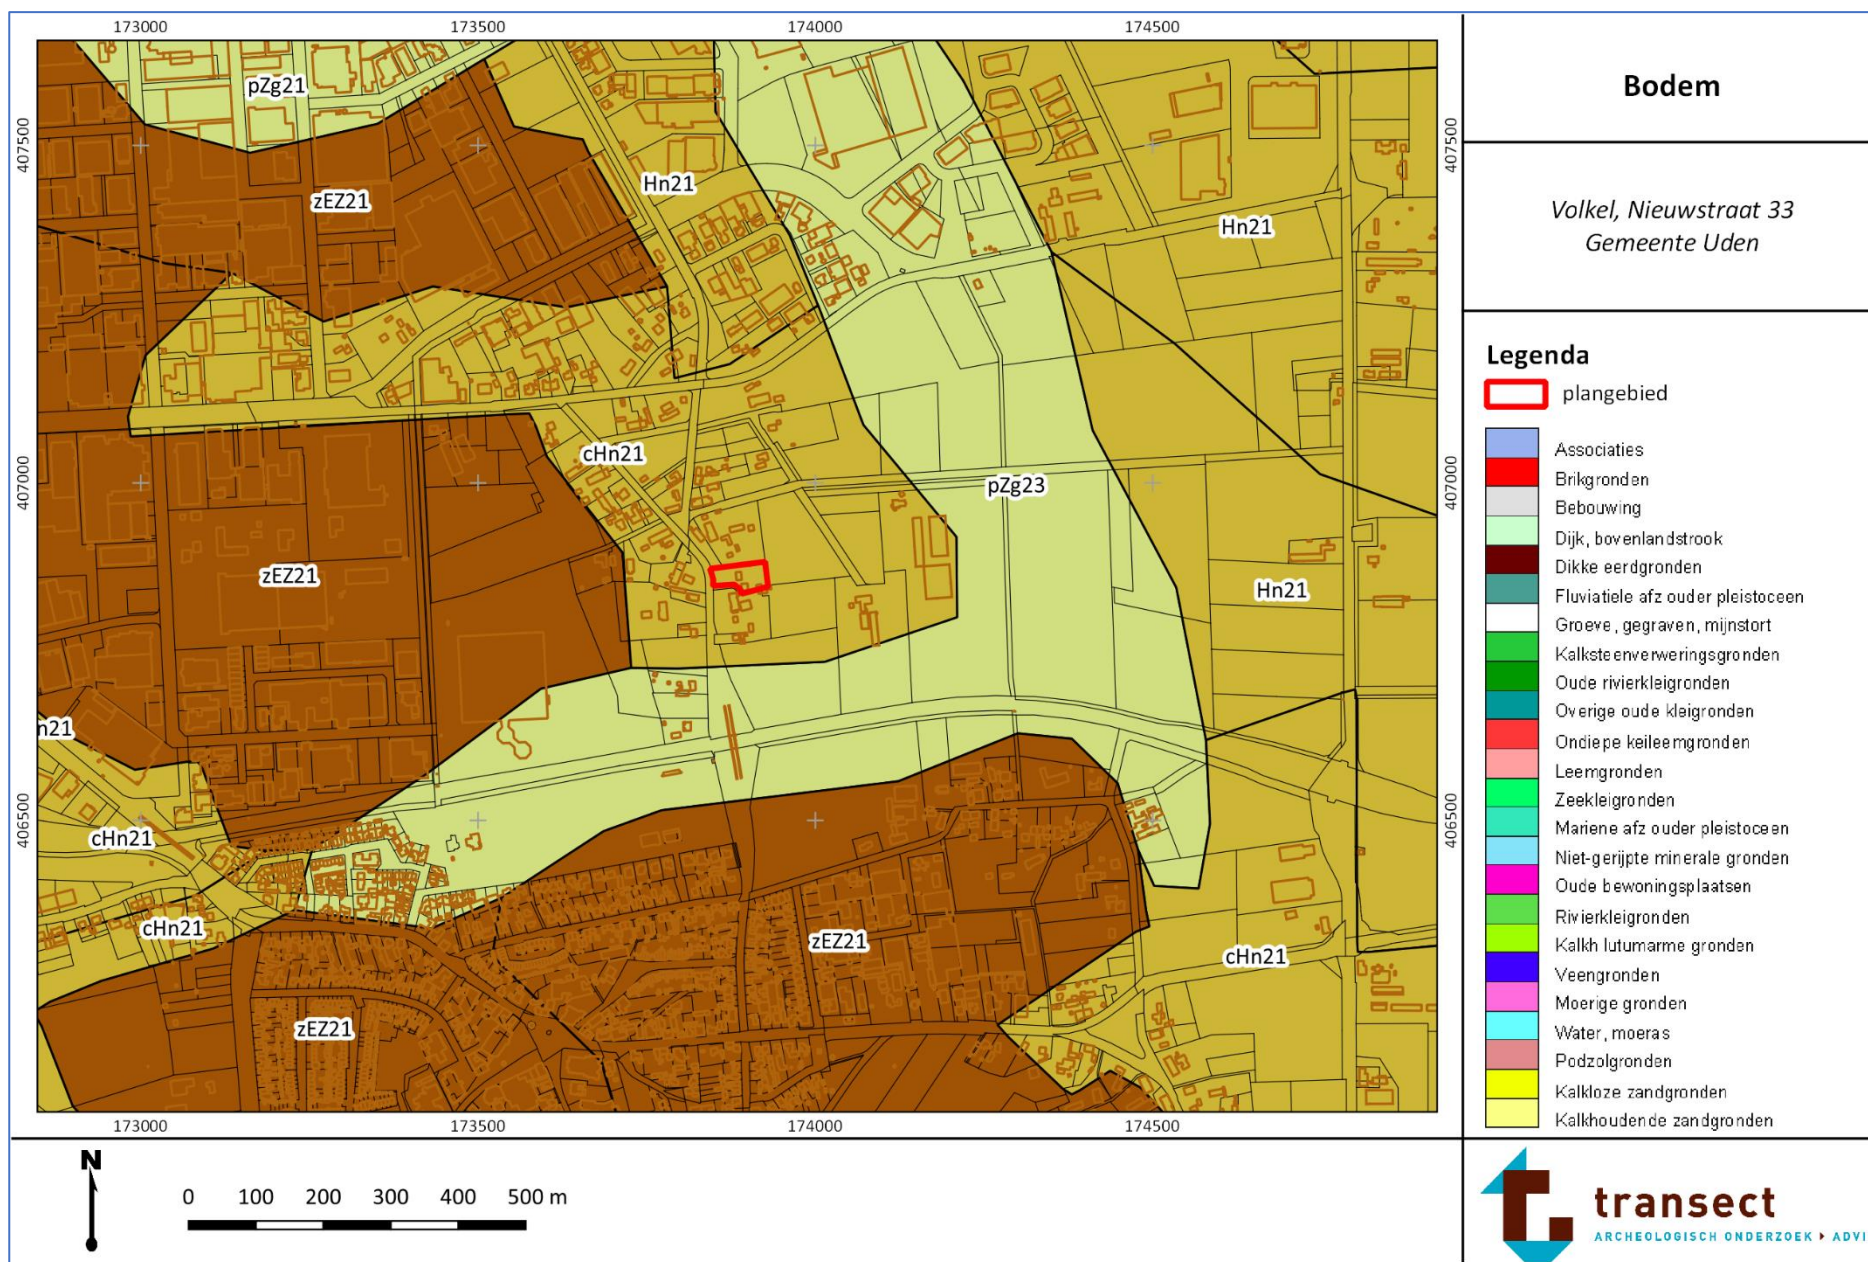 173000
173500
174000
174500
407500
407500
pZg21
zEZ21
Hn21
Hn21
cHn21
407000
407000
pZg23
zEZ21
Hn21
n21
406500
406500
cHn21
cHn21
zEZ21
cHn21
zEZ21
173000
173500
174000
174500
N
0 100 200 300 400 500 m
Bodem
Volkel, Nieuwstraat 33
Gemeente Uden
Legenda
plangebied
Associaties
Brikgronden
Bebouwing
Dijk, bovenlandstrook
Dikke eerdgronden
Fluviatiele afz ouder pleistoceen
Groeve, gegraven, mijnstort
Kalksteenverweringsgronden
Oude rivierkleigronden
Overige oude kleigronden
Ondiepe keileemgronden
Leemgronden
Zeekleigronden
Mariene afz ouder pleistoceen
Niet-gerijpte minerale gronden
Oude bewoningsplaatsen
Rivierkleigronden
Kalkh lutumarme gronden
Veengronden
Moerige gronden
Water, moeras
Podzolgronden
Kalkloze zandgronden
Kalkhoudende zandgronden
transect
ARCHEOLOGISCH ONDERZOEK ▸ ADVI